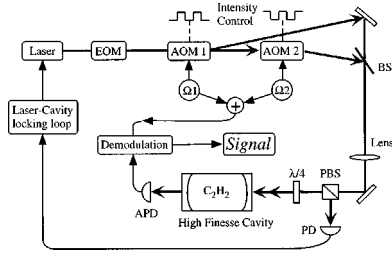 Intensity
Control
Laser
EOM
AOM 1
AOM 2
BS
Ω1
Ω2
+
Laser-Cavity
locking loop
Demodulation
Signal
Lens
λ/4
PBS
C₂H₂
APD
High Finesse Cavity
PD